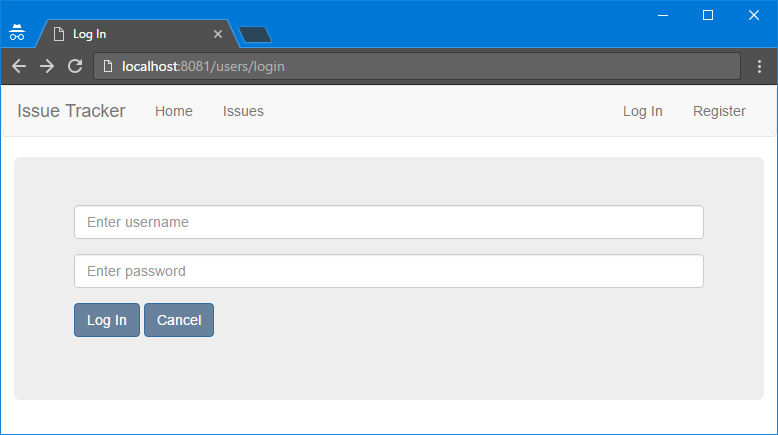 Log In
localhost:8081/users/login
Issue Tracker Home Issues Log In Register
Enter username
Enter password
Log In Cancel